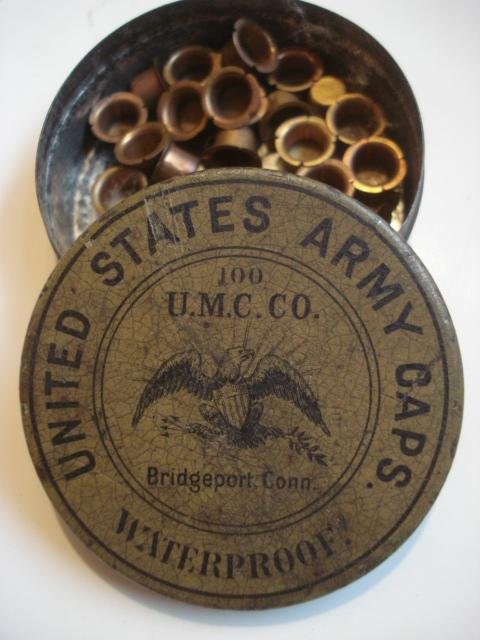 UNITED STATES ARMY CAPS.
100
U.M.C. CO.
Bridgeport, Conn.
WATERPROOF!